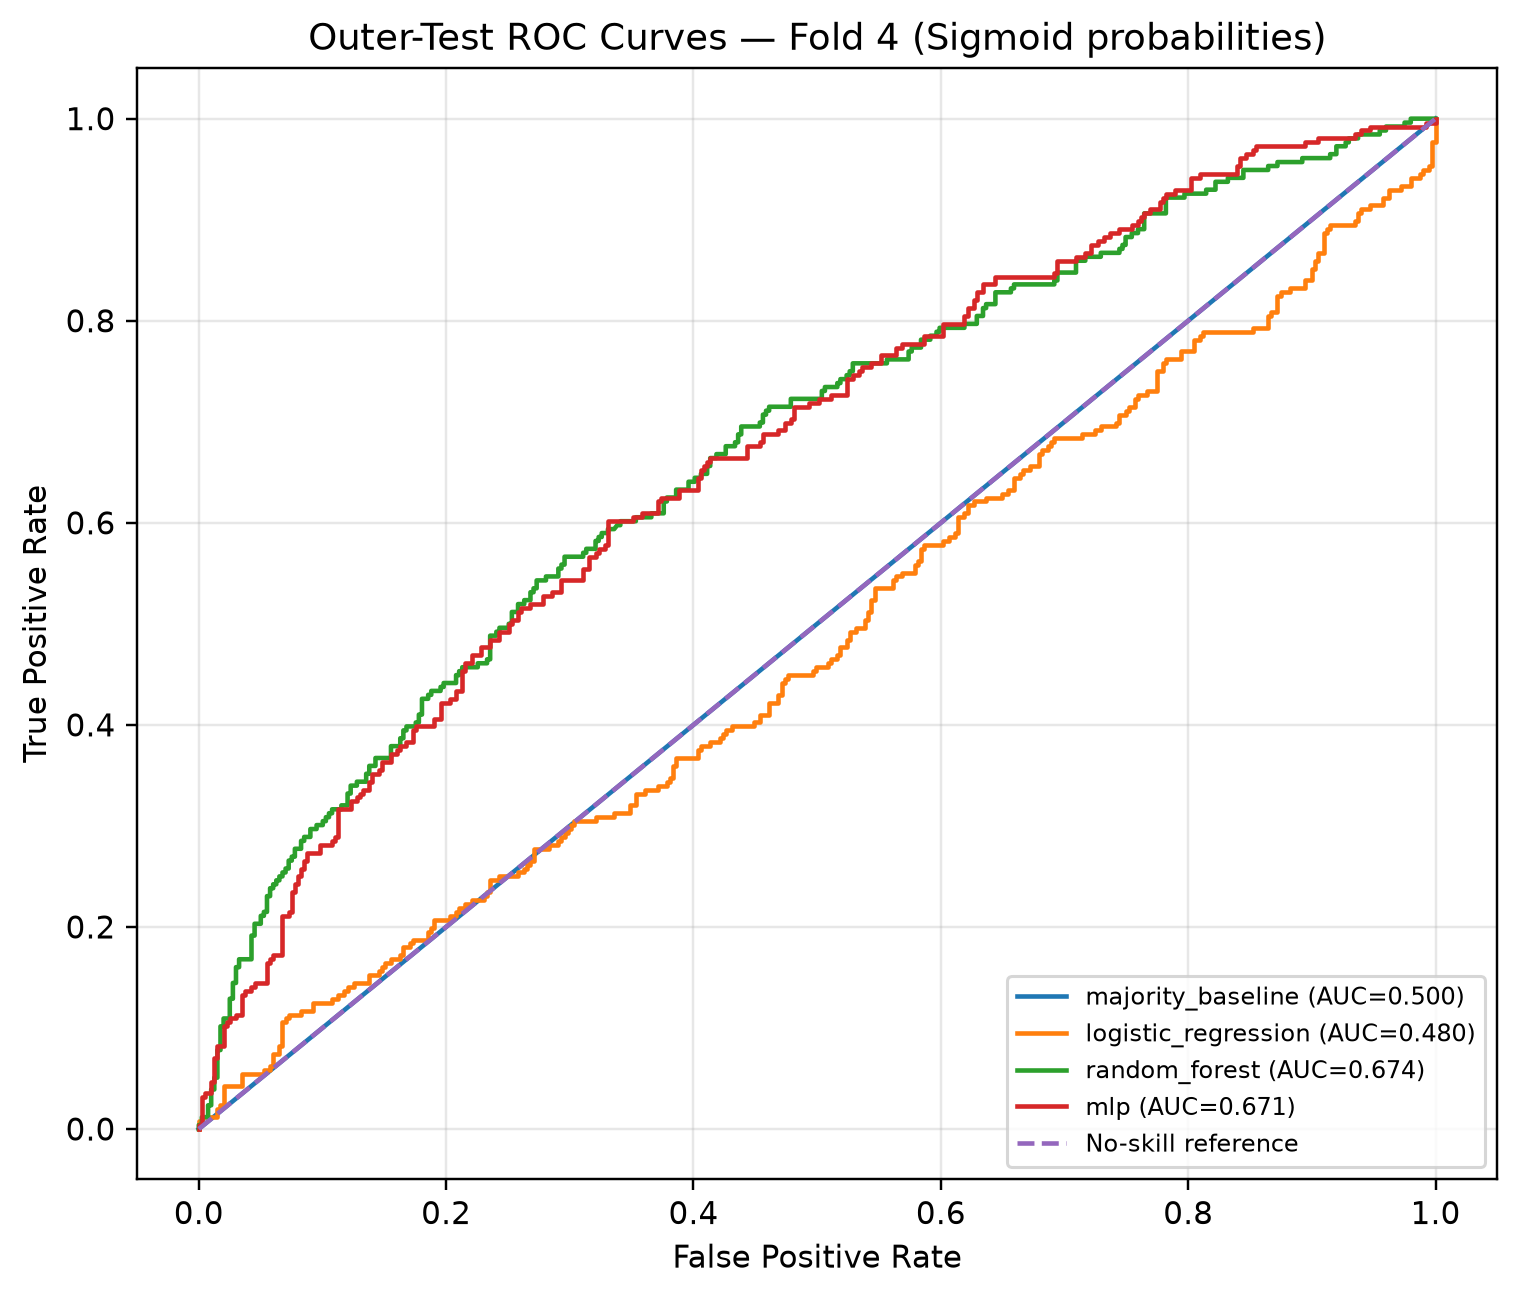 Outer-Test ROC Curves — Fold 4 (Sigmoid probabilities)
True Positive Rate
1.0
0.8
0.6
0.4
0.2
0.0
majority_baseline (AUC=0.500)
logistic_regression (AUC=0.480)
random_forest (AUC=0.674)
mlp (AUC=0.671)
No-skill reference
0.0 0.2 0.4 0.6 0.8 1.0
False Positive Rate